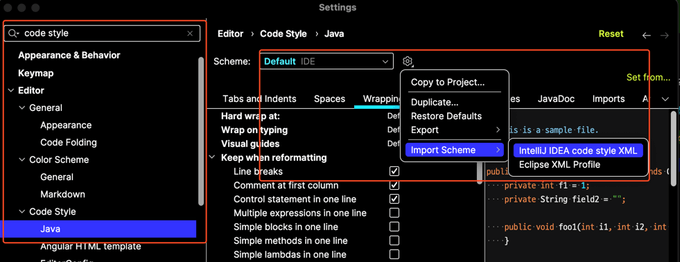 Settings
code style
Appearance & Behavior
Keymap
Editor
General
Appearance
Code Folding
Color Scheme
General
Markdown
Code Style
Java
Angular HTML template
Editor › Code Style › Java
Reset
Scheme: Default IDE
Set from...
Tabs and Indents Spaces Wrapping JavaDoc Imports
Copy to Project...
Duplicate...
Restore Defaults
Export
Import Scheme
IntelliJ IDEA code style XML
Eclipse XML Profile
Hard wrap at:
Wrap on typing
Visual guides
Keep when reformatting
Line breaks
Comment at first column
Control statement in one line
Multiple expressions in one line
Simple blocks in one line
Simple methods in one line
Simple lambdas in one line
is is a sample file.
private int f1 = 1;
private String field2 = "";
public void foo1(int i1, int i2, int
}